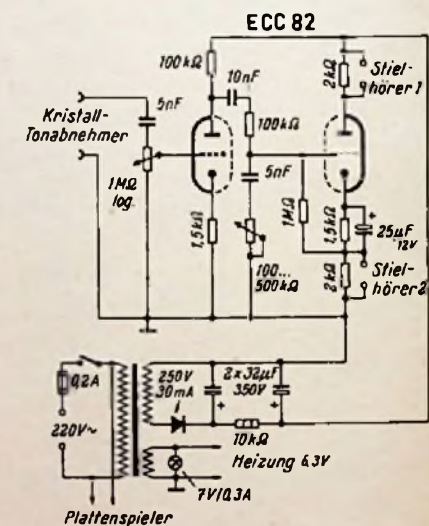 ECC 82
100kΩ
10nF
2kΩ
Stiel-
hörer 1
Kristall-
Tonabnehmer
5nF
100kΩ
5nF
1MΩ
log.
1,5kΩ
1MΩ
1,5kΩ
25µF
12V
100...
500kΩ
2kΩ
Stiel-
hörer 2
0,2A
250V
30mA
2x32µF
350V
220V~
10kΩ
Heizung 6,3V
7V/0,3A
Plattenspieler